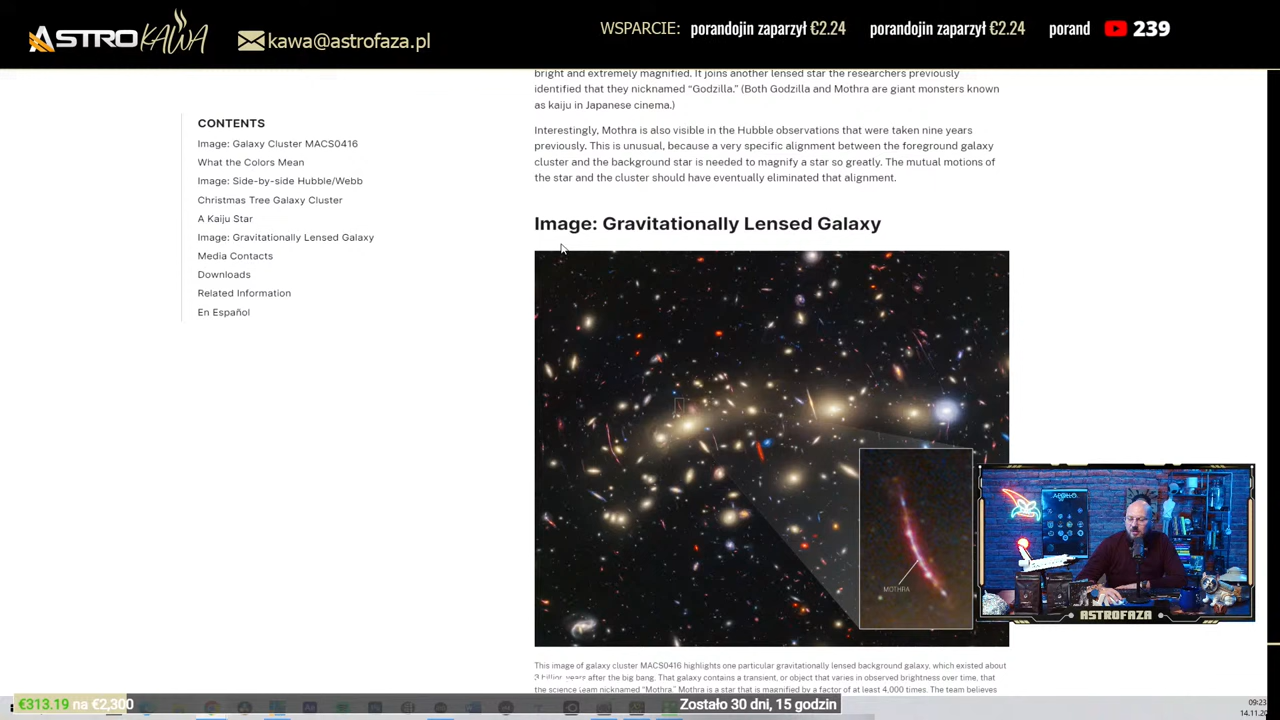 ASTROKAWA
kawa@astrofaza.pl
WSPARCIE: porandojin zaparzył €2.24 porandojin zaparzył €2.24 porand
239
bright and extremely magnified. It joins another lensed star the researchers previously
identified that they nicknamed “Godzilla.” (Both Godzilla and Mothra are giant monsters known
as kaiju in Japanese cinema.)
Interestingly, Mothra is also visible in the Hubble observations that were taken nine years
previously. This is unusual, because a very specific alignment between the foreground galaxy
cluster and the background star is needed to magnify a star so greatly. The mutual motions of
the star and the cluster should have eventually eliminated that alignment.
CONTENTS
Image: Galaxy Cluster MACS0416
What the Colors Mean
Image: Side-by-side Hubble/Webb
Christmas Tree Galaxy Cluster
A Kaiju Star
Image: Gravitationally Lensed Galaxy
Media Contacts
Downloads
Related Information
En Español
Image: Gravitationally Lensed Galaxy
MOTHRA
APOLLO
ASTROFAZA
This image of galaxy cluster MACS0416 highlights one particular gravitationally lensed background galaxy, which existed about
3 billion years after the big bang. That galaxy contains a transient, or object that varies in observed brightness over time, that
the science team nicknamed “Mothra.” Mothra is a star that is magnified by a factor of at least 4,000 times. The team believes
€313.19 na €2,300
Zostało 30 dni, 15 godzin
09:23
14.11.20